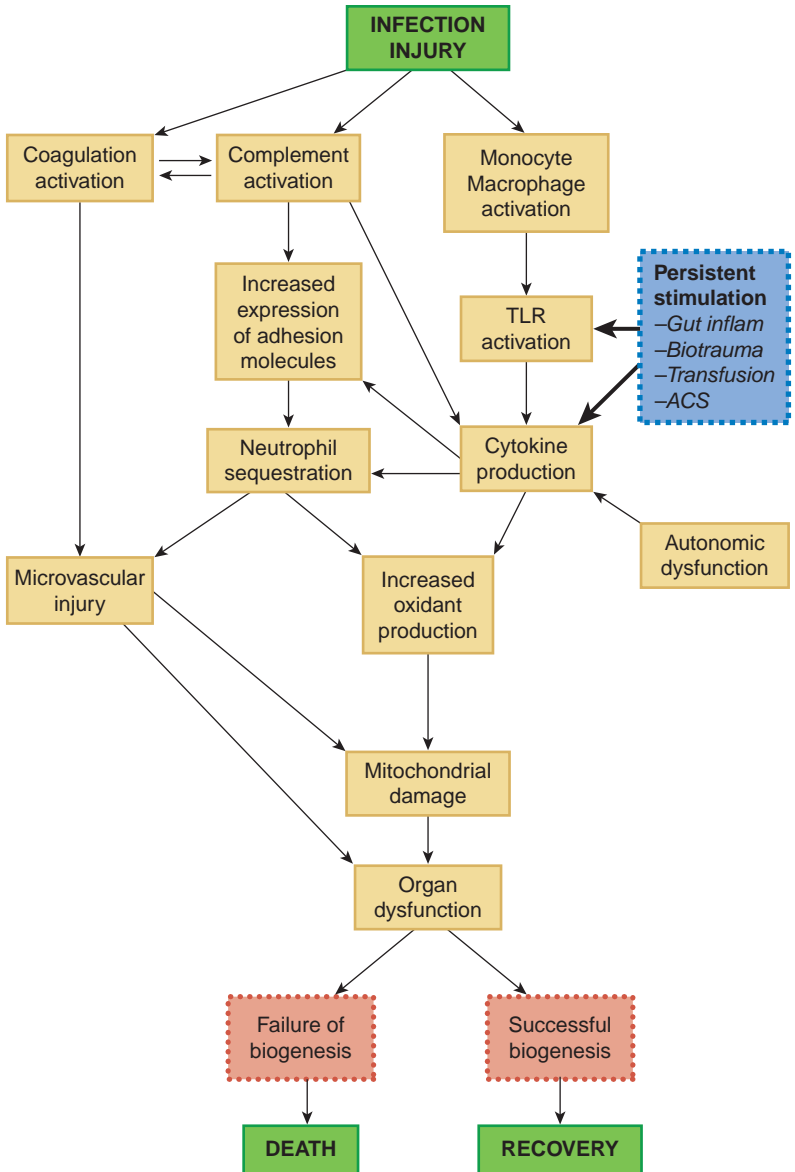 INFECTION
INJURY
Coagulation
activation
Complement
activation
Monocyte
Macrophage
activation
Increased
expression
of adhesion
molecules
TLR
activation
Persistent
stimulation
–Gut inflam
–Biotrauma
–Transfusion
–ACS
Neutrophil
sequestration
Cytokine
production
Autonomic
dysfunction
Microvascular
injury
Increased
oxidant
production
Mitochondrial
damage
Organ
dysfunction
Failure of
biogenesis
Successful
biogenesis
DEATH
RECOVERY